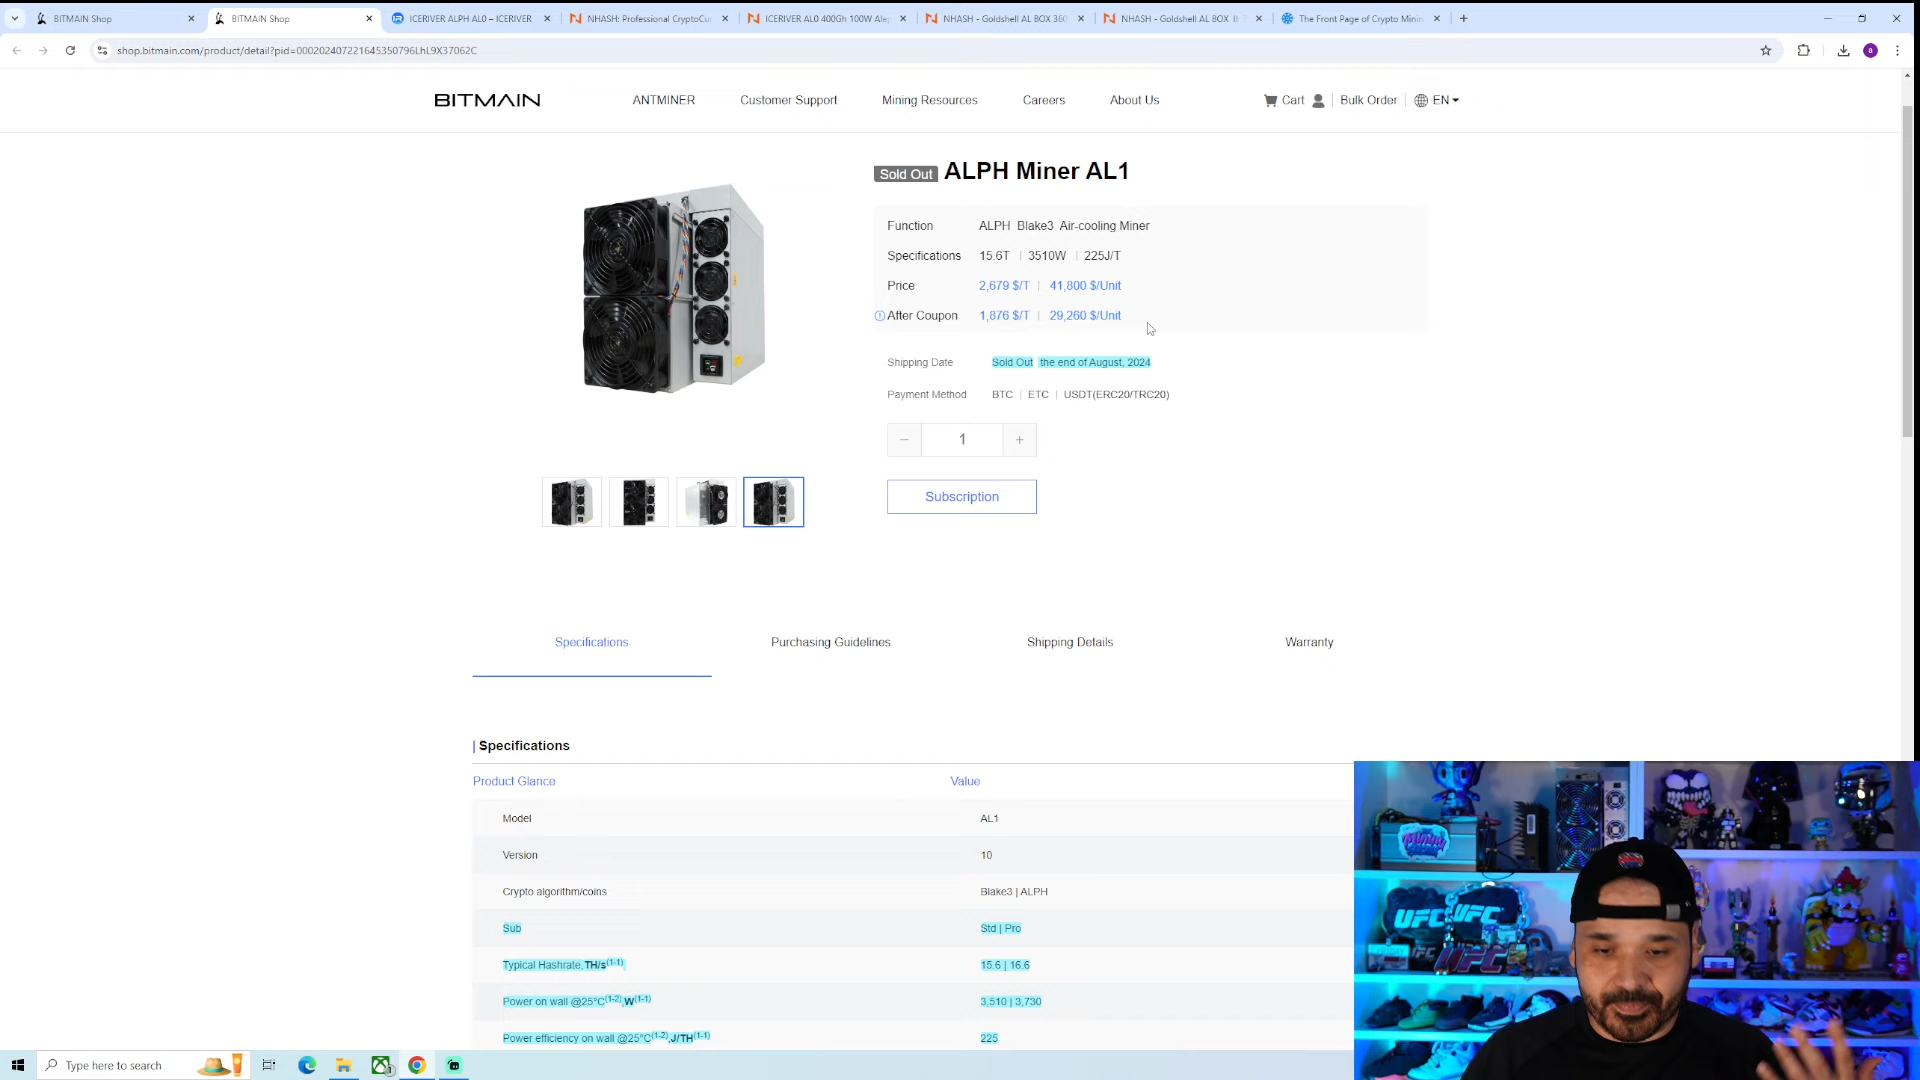 BITMAIN Shop
BITMAIN Shop
ICERIVER ALPH AL0 – ICERIVER
NHASH: Professional CryptoCur
ICERIVER AL0 400Gh 100W Alep
NHASH - Goldshell AL BOX 360
NHASH - Goldshell AL BOX II
The Front Page of Crypto Minin
shop.bitmain.com/product/detail?pid=000202407221645350796LhL9X37062C
a
BITMAIN
ANTMINER
Customer Support
Mining Resources
Careers
About Us
Cart
Bulk Order
EN
Sold Out ALPH Miner AL1
Function ALPH Blake3 Air-cooling Miner
Specifications 15.6T | 3510W | 225J/T
Price 2,679 $/T | 41,800 $/Unit
After Coupon 1,876 $/T | 29,260 $/Unit
Shipping Date Sold Out the end of August, 2024
Payment Method BTC | ETC | USDT(ERC20/TRC20)
− 1 +
Subscription
Specifications
Purchasing Guidelines
Shipping Details
Warranty
| Specifications
Product Glance Value
Model AL1
Version 10
Crypto algorithm/coins Blake3 | ALPH
Sub Std | Pro
Typical Hashrate,TH/s(1-1) 15.6 | 16.6
Power on wall @25°C(1-2),W(1-1) 3,510 | 3,730
Power efficiency on wall @25°C(1-2),J/TH(1-1) 225
Mining
UFC UFC
UFC
Type here to search